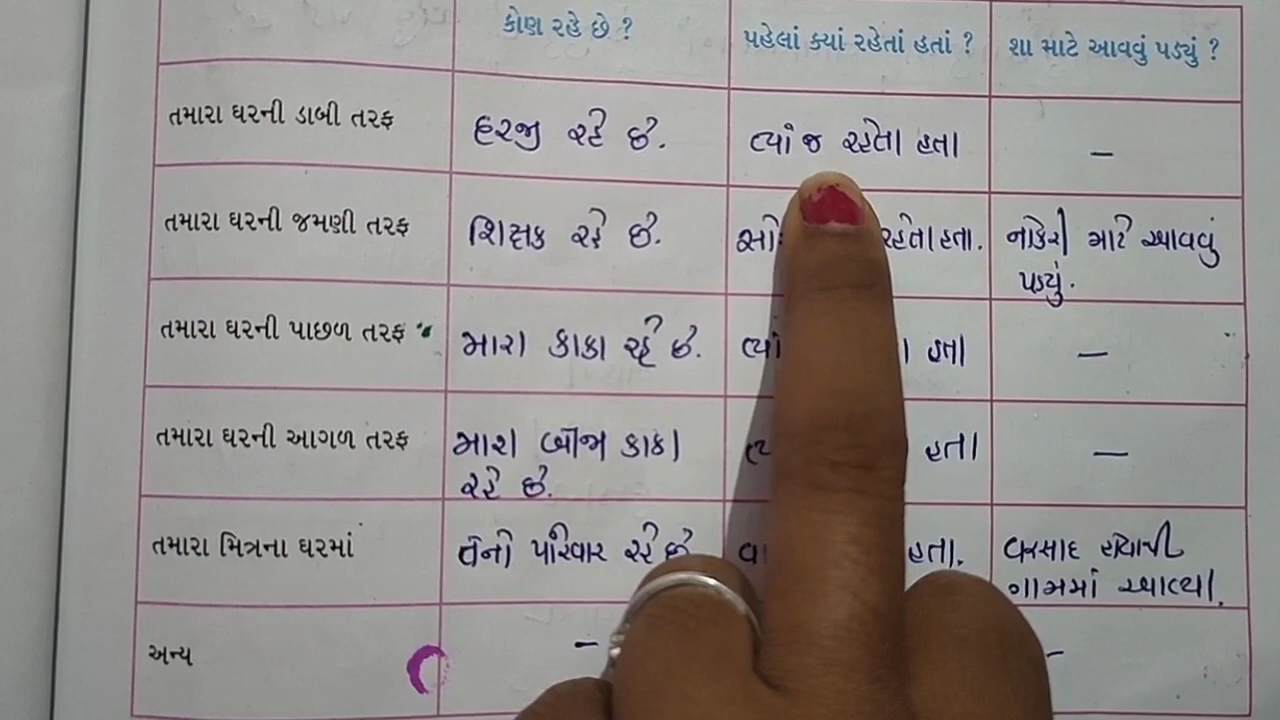 કોણ રહે છે ? પહેલાં ક્યાં રહેતાં હતાં ? શા માટે આવવું પડ્યું ?
તમારા ઘરની ડાબી તરફ હરજી રહે છે. ત્યાં જ રહેતા હતા –
તમારા ઘરની જમણી તરફ શિક્ષક રહે છે. રહેતા હતા. નોકરી માટે આવવું
પડ્યું.
તમારા ઘરની પાછળ તરફ મારા કાકા રહે છે. હતા –
તમારા ઘરની આગળ તરફ મારા બીજા કાકા હતા –
રહે છે.
તમારા મિત્રના ઘરમાં તેનો પરિવાર રહે છે હતા. વરસાદ હોવાથી
ગામમાં આવ્યા.
અન્ય – –